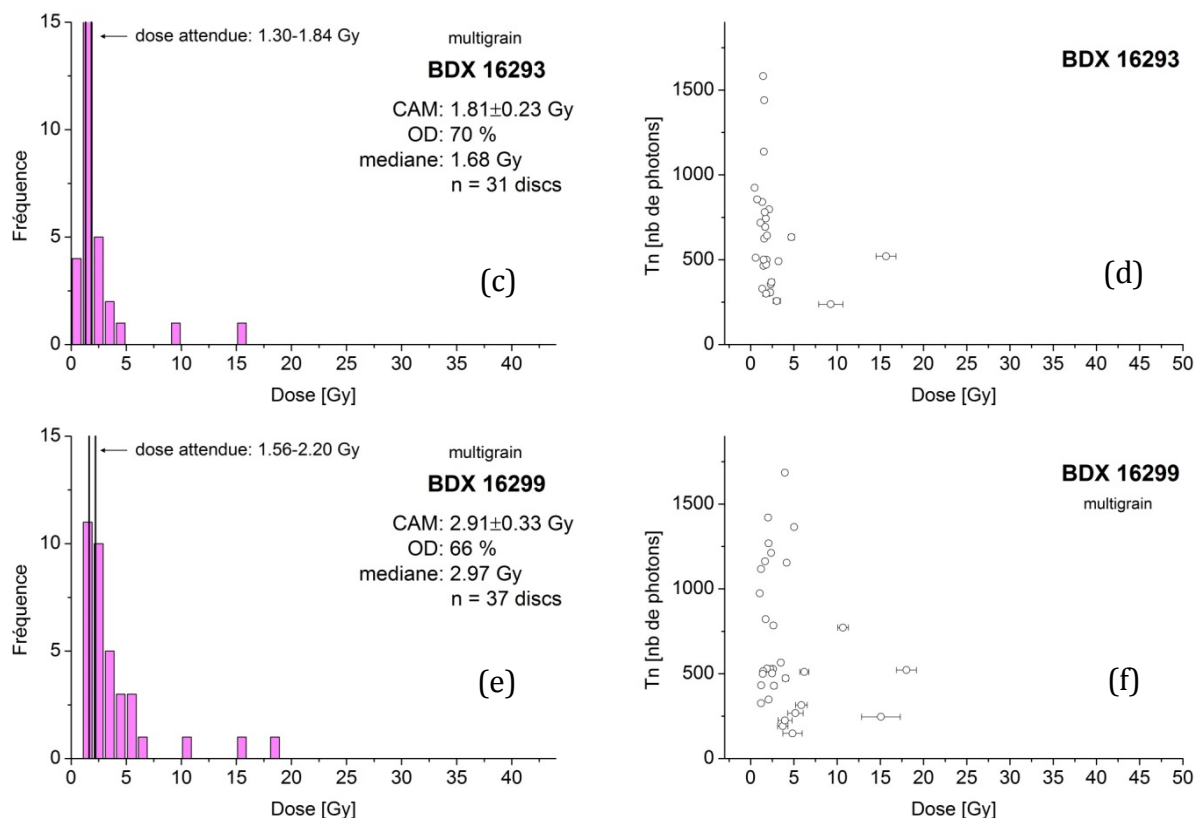 dose attendue: 1.30-1.84 Gy
multigrain
BDX 16293
CAM: 1.81±0.23 Gy
OD: 70 %
mediane: 1.68 Gy
n = 31 discs
(c)
Fréquence
15
10
5
0
0 5 10 15 20 25 30 35 40
Dose [Gy]
BDX 16293
(d)
Tn [nb de photons]
1500
1000
500
0
0 5 10 15 20 25 30 35 40 45 50
Dose [Gy]
dose attendue: 1.56-2.20 Gy
multigrain
BDX 16299
CAM: 2.91±0.33 Gy
OD: 66 %
mediane: 2.97 Gy
n = 37 discs
(e)
Fréquence
15
10
5
0
0 5 10 15 20 25 30 35 40
Dose [Gy]
BDX 16299
multigrain
(f)
Tn [nb de photons]
1500
1000
500
0
0 5 10 15 20 25 30 35 40 45 50
Dose [Gy]